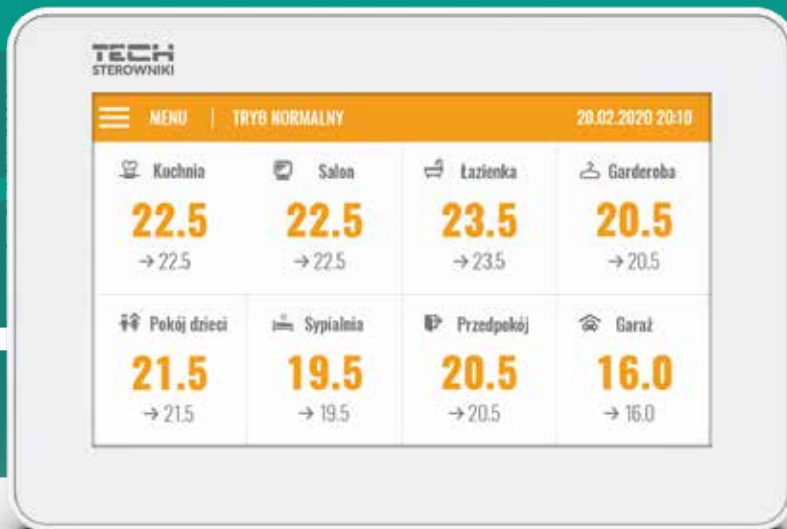 TECH
STEROWNIKI
MENU | TRYB NORMALNY 20.02.2020 20:10
Kuchnia Salon Łazienka Garderoba
22.5 22.5 23.5 20.5
→ 22.5 → 22.5 → 23.5 → 20.5
Pokój dzieci Sypialnia Przedpokój Garaż
21.5 19.5 20.5 16.0
→ 21.5 → 19.5 → 20.5 → 16.0